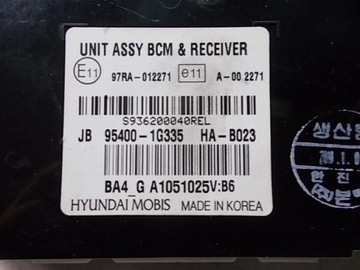 UNIT ASSY BCM & RECEIVER
E11 97RA-012271 e11 A-00 2271
S936200040REL
JB 95400-1G335 HA-B023
BA4_G A1051025V:B6
HYUNDAI MOBIS MADE IN KOREA
생산